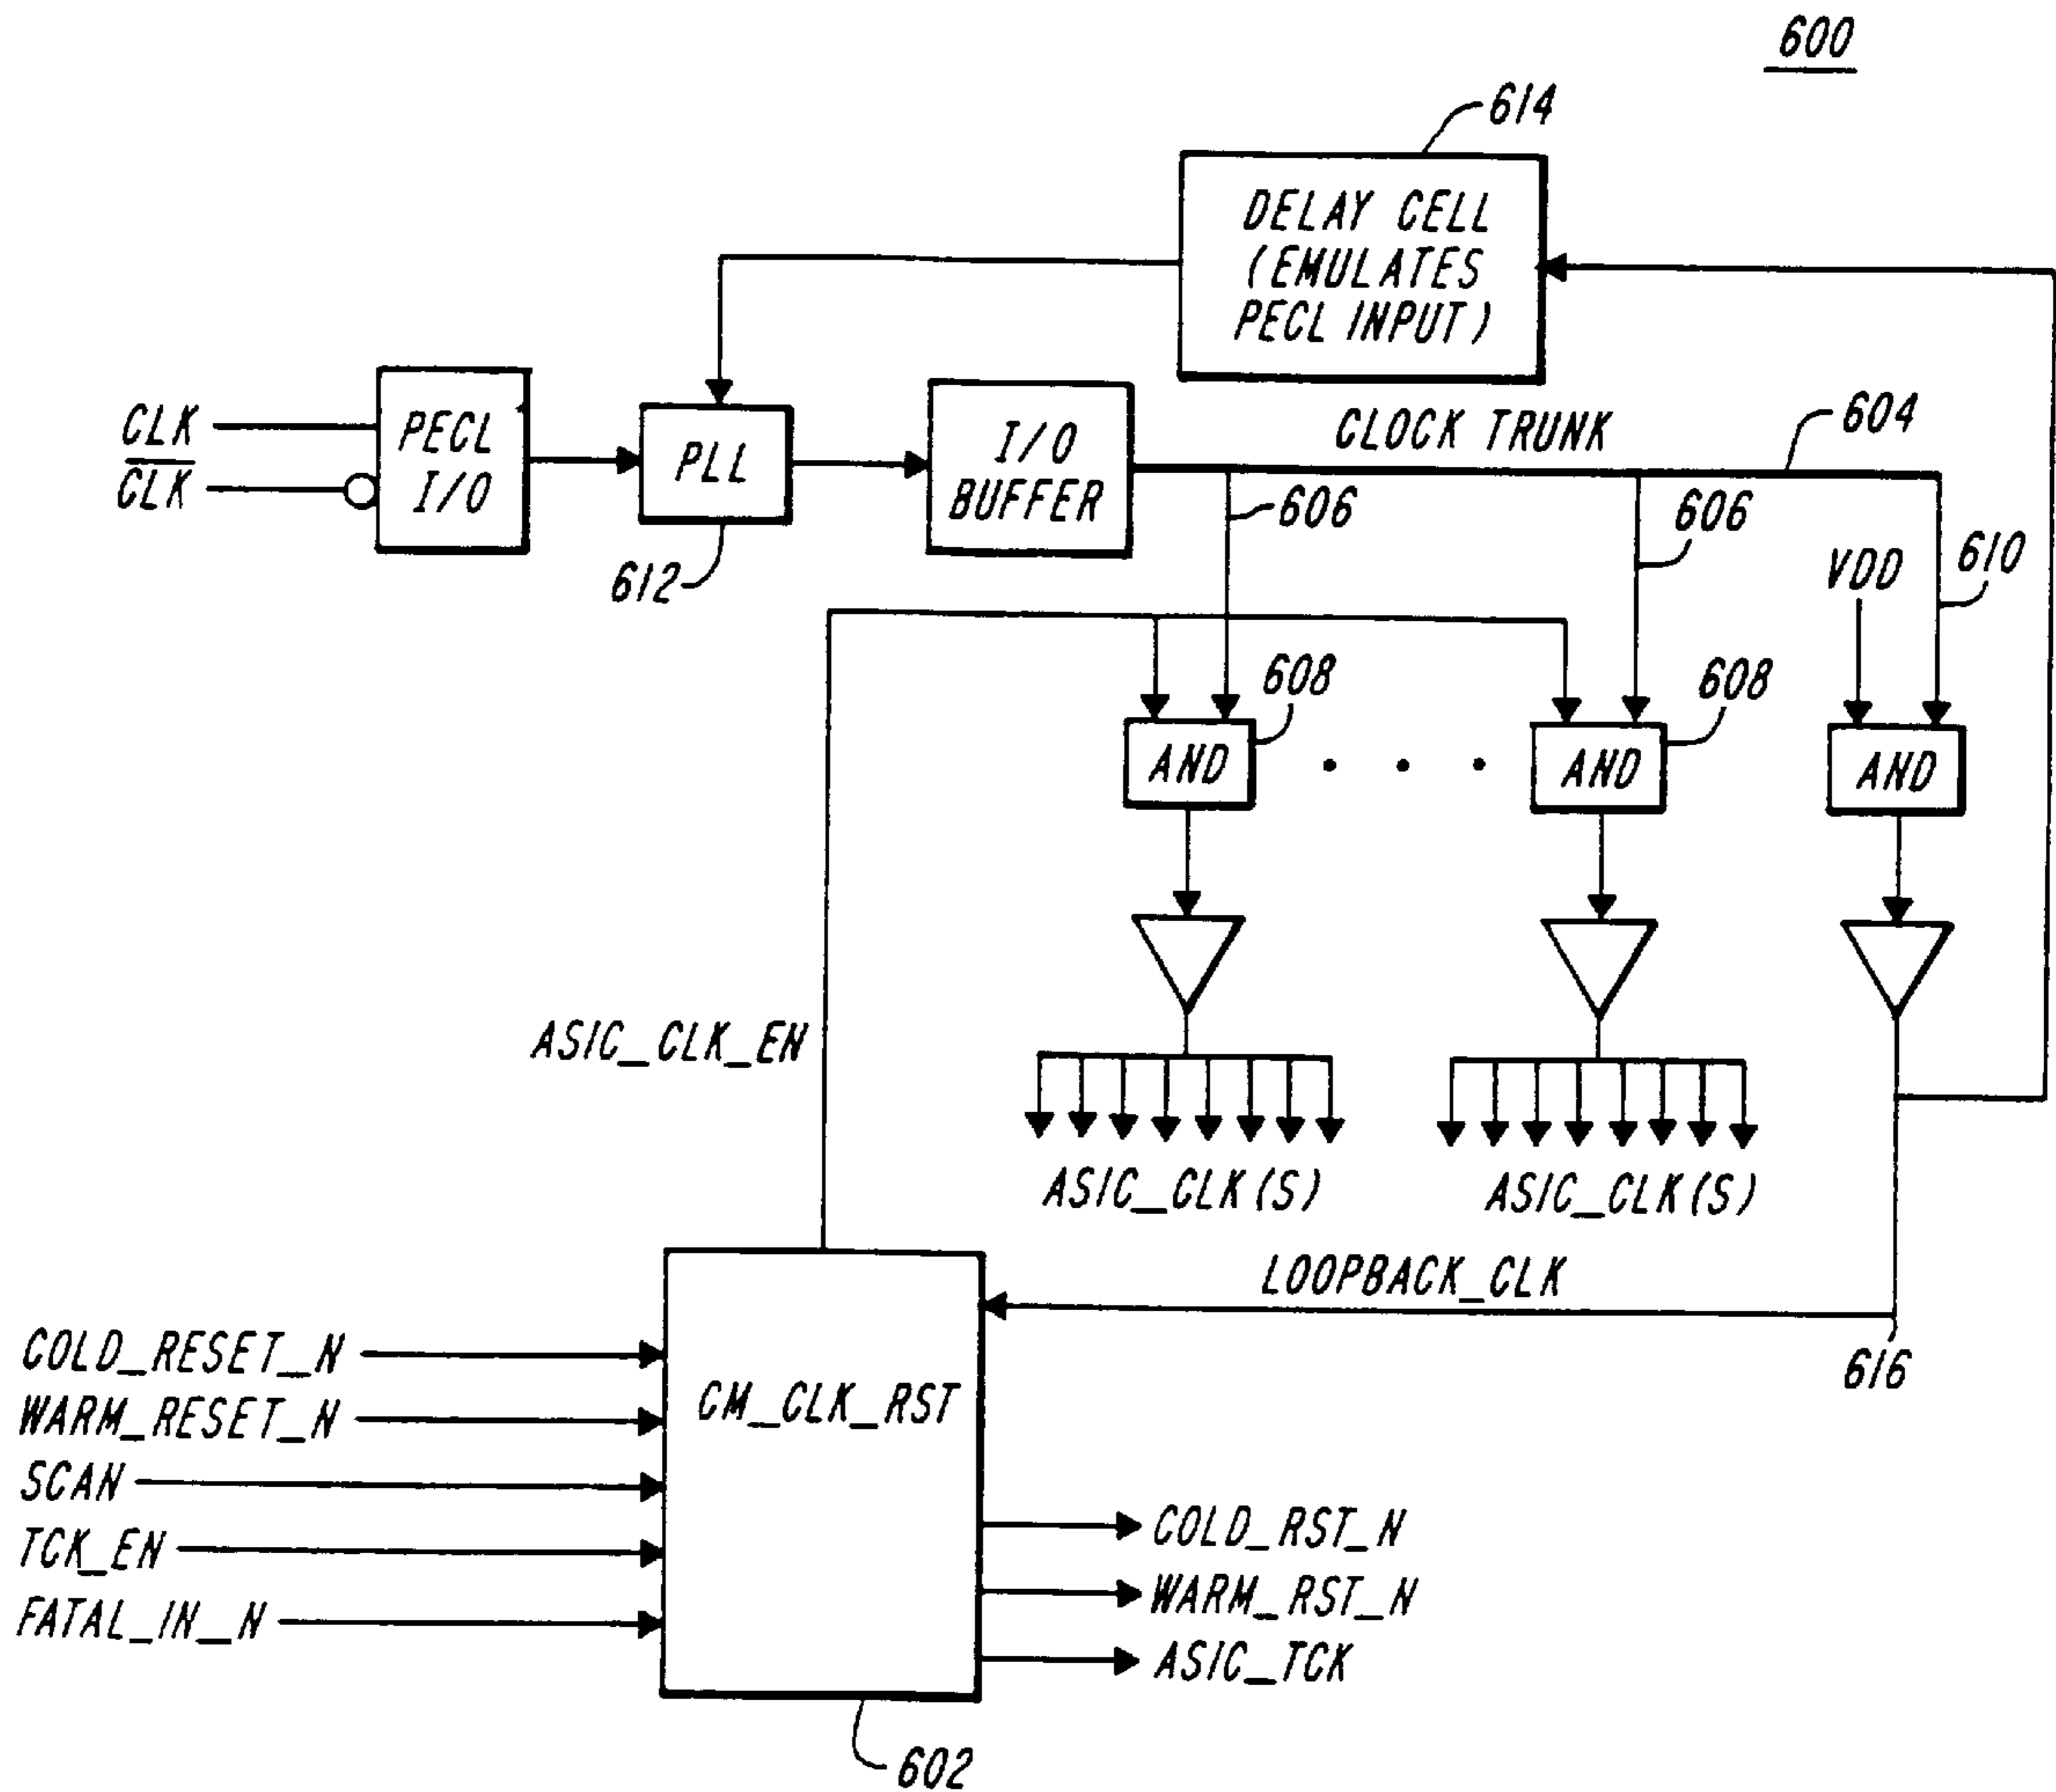 600
614
DELAY CELL
(EMULATES
PECL INPUT)
CLK
CLK
PECL
I/O
PLL
612
I/O
BUFFER
CLOCK TRUNK
604
606
606
610
VDD
608
608
AND
. . .
AND
AND
ASIC_CLK_EN
ASIC_CLK(S)
ASIC_CLK(S)
LOOPBACK_CLK
616
COLD_RESET_N
WARM_RESET_N
SCAN
TCK_EN
FATAL_IN_N
CM_CLK_RST
COLD_RST_N
WARM_RST_N
ASIC_TCK
602